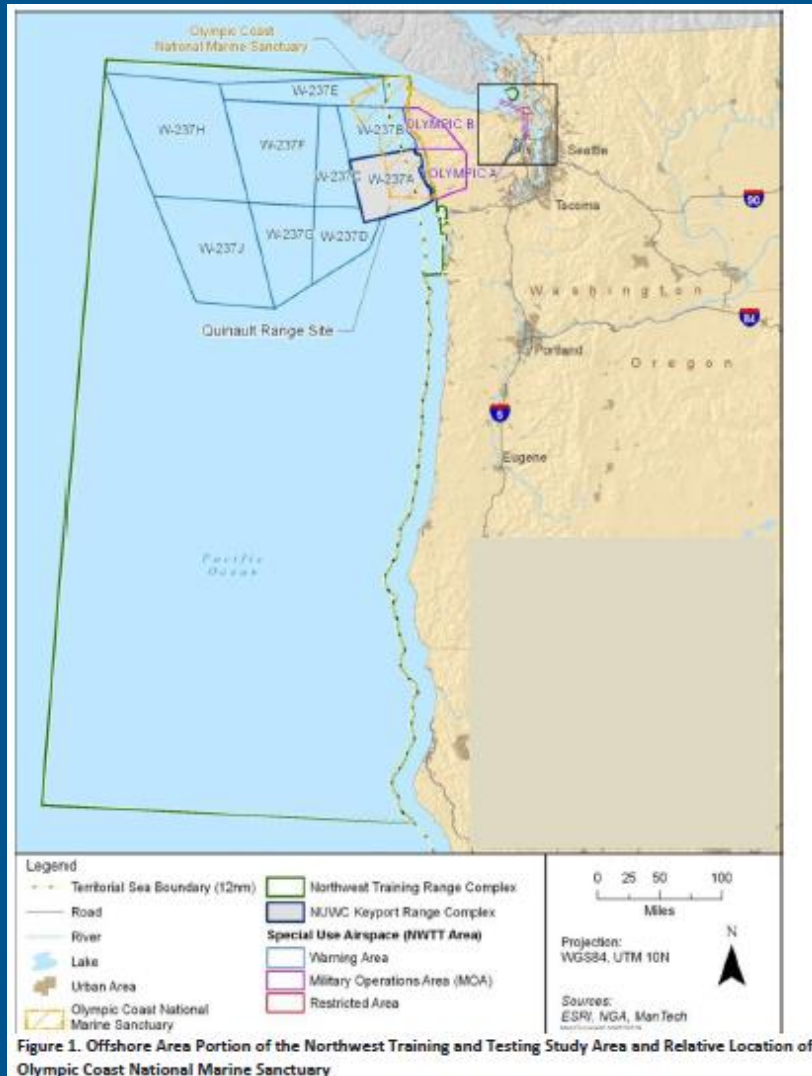 Olympic Coast
National Marine Sanctuary
W-237E
W-237H
W-237B
OLYMPIC B
W-237F
Seattle
W-237C
W-237A
OLYMPIC A
90
Tacoma
W-237J
W-237G
W-237D
Washington
84
Quinault Range Site
Portland
Oregon
5
Eugene
Pacific
Ocean
Legend
Territorial Sea Boundary (12nm)
Road
River
Lake
Urban Area
Olympic Coast National
Marine Sanctuary
Northwest Training Range Complex
NUWC Keyport Range Complex
Special Use Airspace (NWTT Area)
Warning Area
Military Operations Area (MOA)
Restricted Area
0 25 50 100
Miles
Projection:
WGS84, UTM 10N
N
Sources:
ESRI, NGA, ManTech
Figure 1. Offshore Area Portion of the Northwest Training and Testing Study Area and Relative Location of
Olympic Coast National Marine Sanctuary